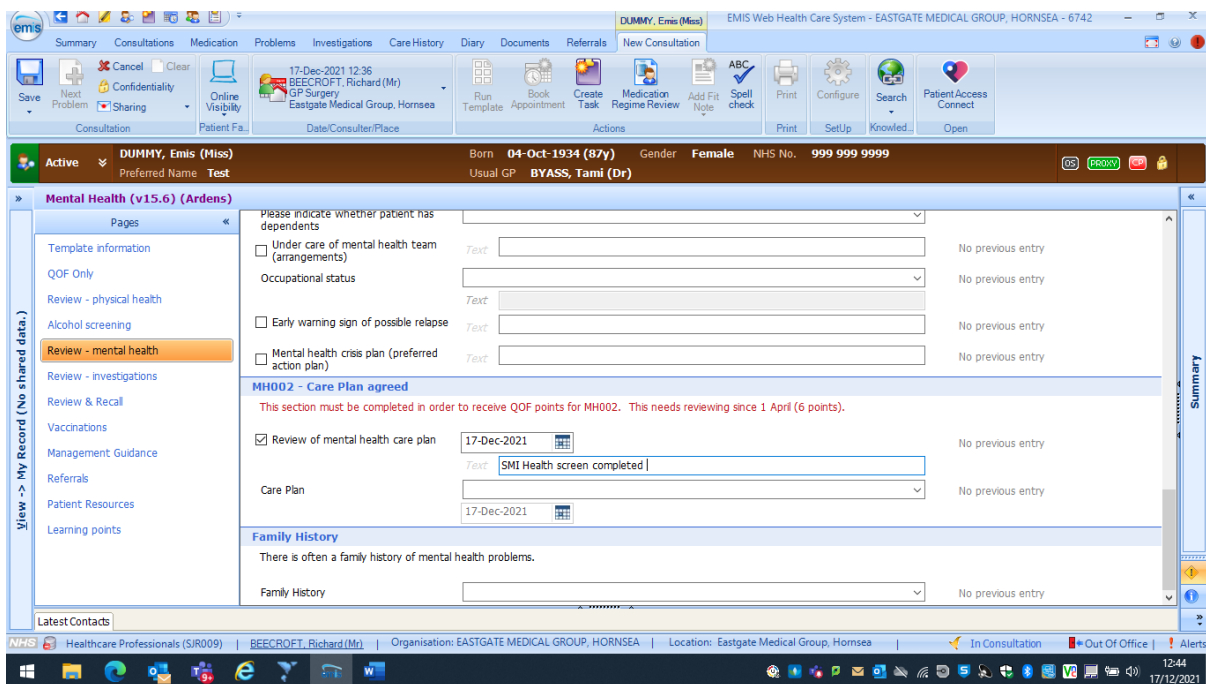 emis
DUMMY, Emis (Miss)
EMIS Web Health Care System - EASTGATE MEDICAL GROUP, HORNSEA - 6742
Summary Consultations Medication Problems Investigations Care History Diary Documents Referrals New Consultation
Save
Next Problem
Cancel Clear
Confidentiality
Sharing
Consultation
Online Visibility
Patient Fa...
17-Dec-2021 12:36
BEECROFT, Richard (Mr)
GP Surgery
Eastgate Medical Group, Hornsea
Date/Consulter/Place
Run Template
Book Appointment
Create Task
Medication Regime Review
Add Fit Note
ABC
Spell check
Actions
Print
Print
Configure
SetUp
Search
Knowled...
Patient Access Connect
Open
Active DUMMY, Emis (Miss) Born 04-Oct-1934 (87y) Gender Female NHS No. 999 999 9999
Preferred Name Test Usual GP BYASS, Tami (Dr)
OS PROXY CP
Mental Health (v15.6) (Ardens)
View -> My Record (No shared data.)
Pages
Template information
QOF Only
Review - physical health
Alcohol screening
Review - mental health
Review - investigations
Review & Recall
Vaccinations
Management Guidance
Referrals
Patient Resources
Learning points
Please indicate whether patient has
dependents
Under care of mental health team
(arrangements)
Text
No previous entry
Occupational status
No previous entry
Text
Early warning sign of possible relapse
Text
No previous entry
Mental health crisis plan (preferred
action plan)
Text
No previous entry
MH002 - Care Plan agreed
This section must be completed in order to receive QOF points for MH002. This needs reviewing since 1 April (6 points).
Review of mental health care plan 17-Dec-2021 No previous entry
Text SMI Health screen completed
Care Plan No previous entry
17-Dec-2021
Family History
There is often a family history of mental health problems.
Family History No previous entry
Summary
Latest Contacts
NHS Healthcare Professionals (SJR009) | BEECROFT, Richard (Mr) | Organisation: EASTGATE MEDICAL GROUP, HORNSEA | Location: Eastgate Medical Group, Hornsea | In Consultation Out Of Office | Alerts
12:44
17/12/2021